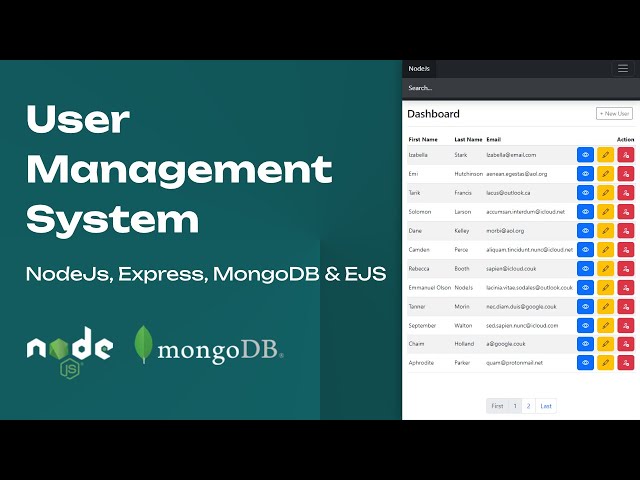 User
Management
System
NodeJs, Express, MongoDB & EJS
node
JS
mongoDB®
NodeJs
Search...
Dashboard
+ New User
First Name Last Name Email Action
Izabella Stark Izabella@email.com
Emi Hutchinson aenean.egestas@aol.org
Tarik Francis lacus@outlook.ca
Solomon Larson accumsan.interdum@icloud.net
Dane Kelley morbi@aol.org
Camden Perce aliquam.tincidunt.nunc@icloud.net
Rebecca Booth sapien@icloud.couk
Emmanuel Olson NodeJs lacinia.vitae.sodales@outlook.couk
Tanner Morin nec.diam.duis@google.couk
September Walton sed.sapien.nunc@icloud.com
Chaim Holland a@google.couk
Aphrodite Parker quam@protonmail.net
First 1 2 Last